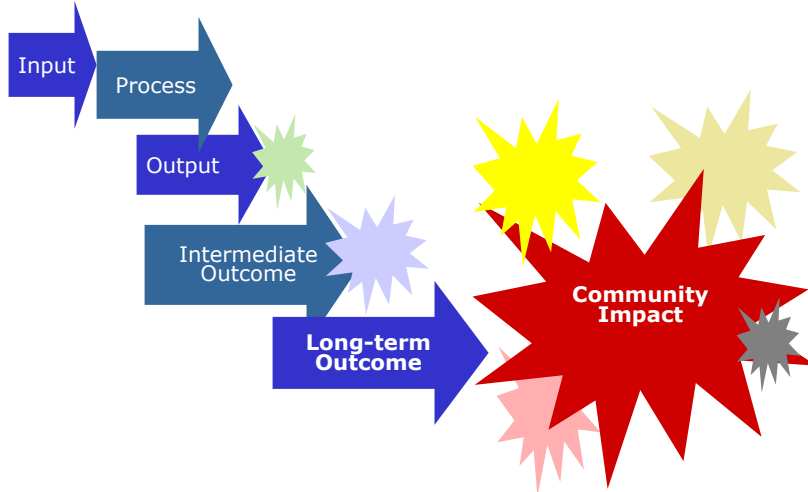 Input
Process
Output
Intermediate
Outcome
Long-term
Outcome
Community
Impact